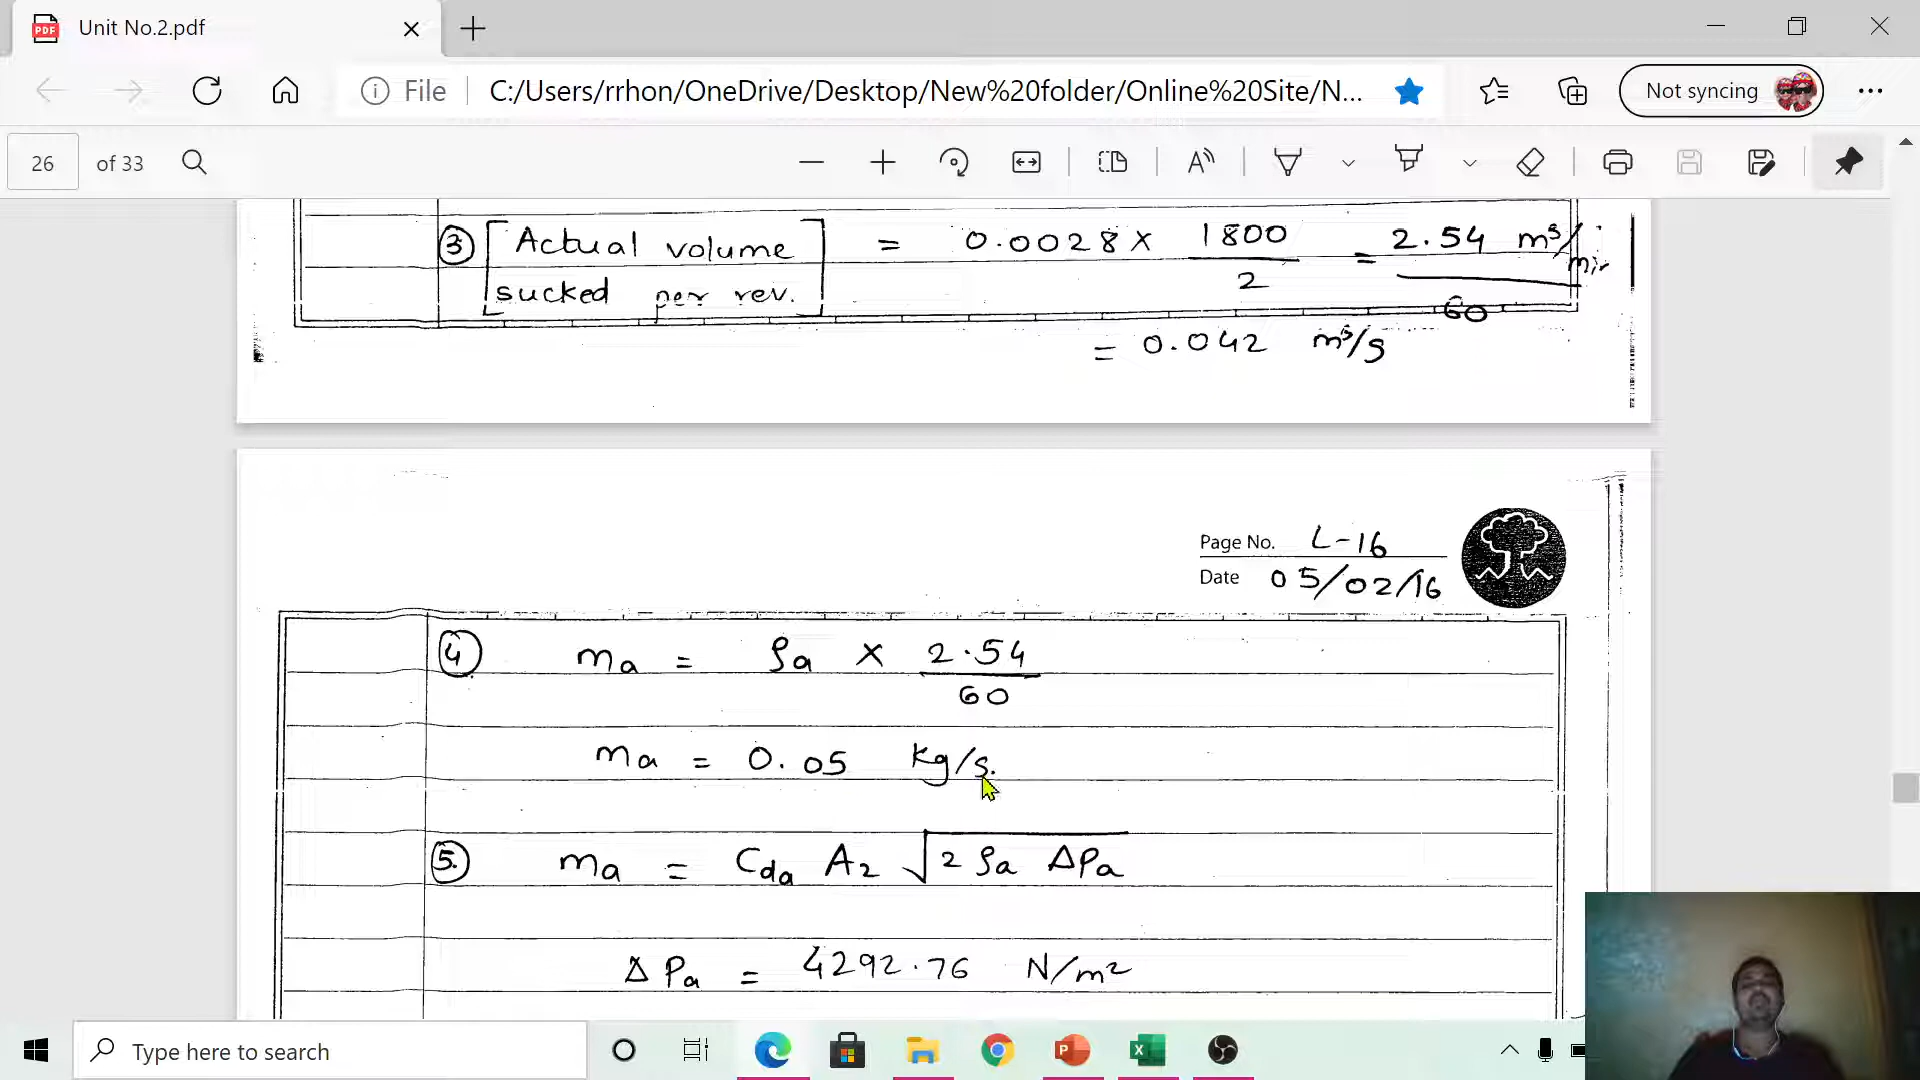 Unit No.2.pdf
File C:/Users/rrhon/OneDrive/Desktop/New%20folder/Online%20Site/N... Not syncing
26 of 33
③ [Actual volume sucked per rev.] = 0.0028 × 1800/2 = 2.54/60 m³/min
= 0.042 m³/s
Page No. L-16
Date 05/02/16
④ ma = ρa × 2.54/60
ma = 0.05 kg/s.
⑤ ma = Cda A2 √2 ρa ΔPa
ΔPa = 4292.76 N/m²
Type here to search